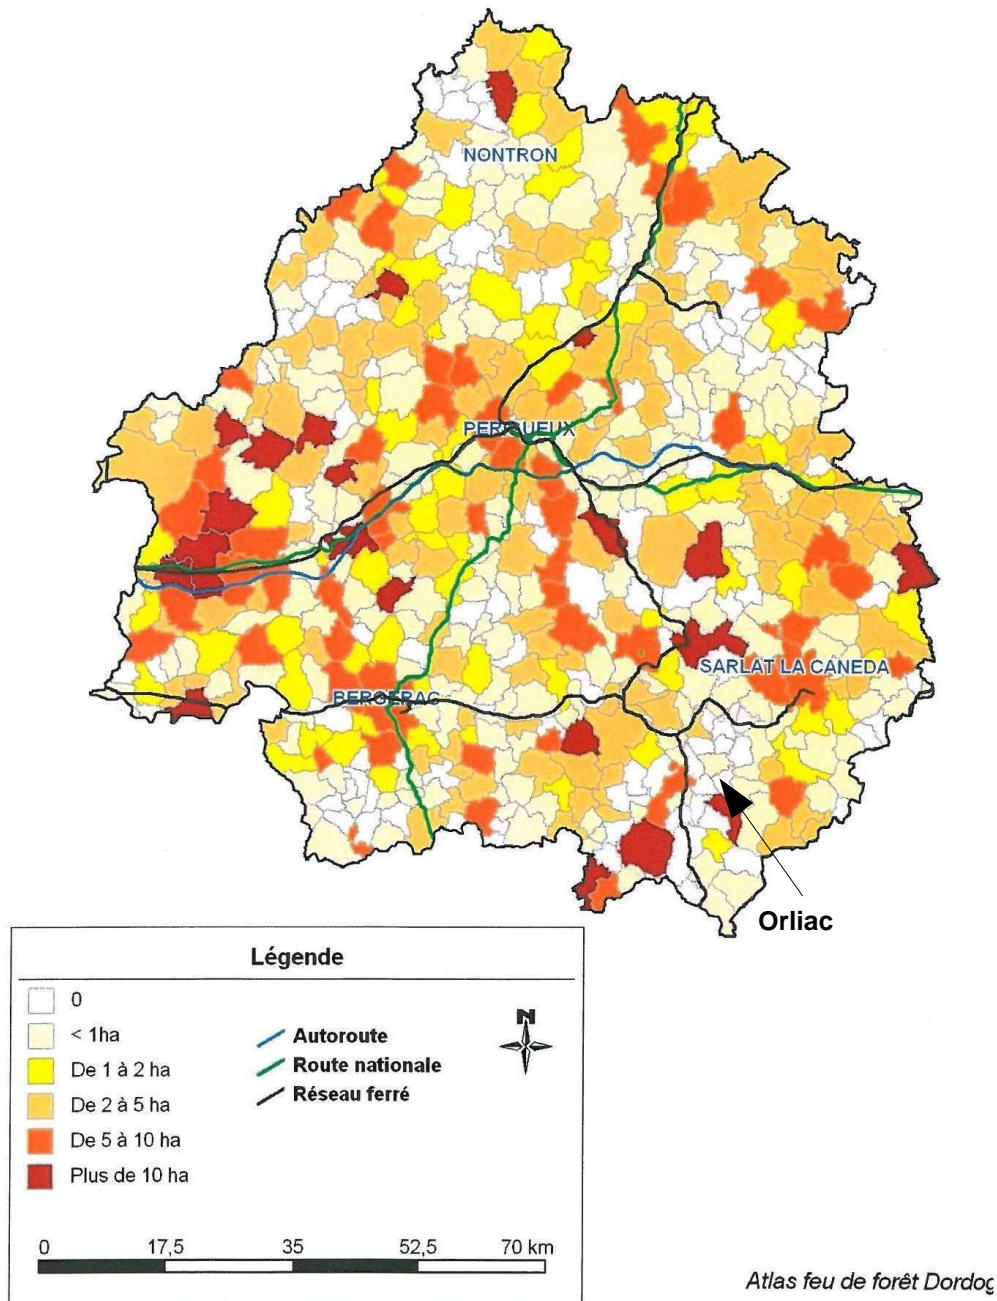 NONTRON
PERIGUEUX
SARLAT LA CANEDA
BERGERAC
Orliac
Légende
0
< 1ha
De 1 à 2 ha
De 2 à 5 ha
De 5 à 10 ha
Plus de 10 ha
Autoroute
Route nationale
Réseau ferré
N
0 17,5 35 52,5 70 km
Atlas feu de forêt Dordog